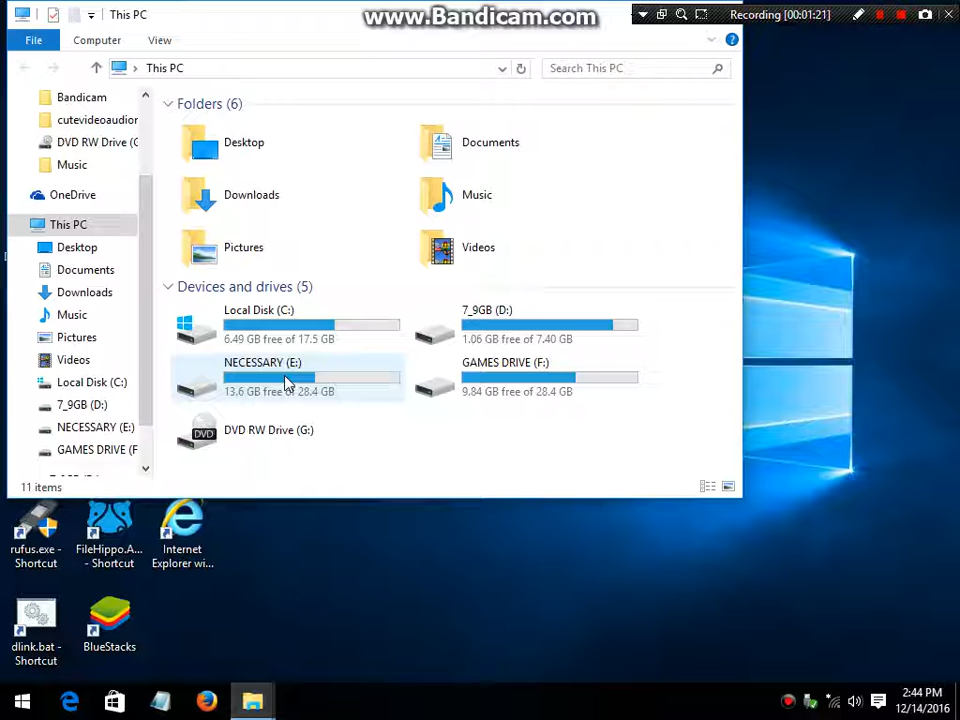 This PC
www.Bandicam.com
Recording [00:01:21]
File
Computer
View
This PC
Search This PC
Bandicam
cutevideoaudior
DVD RW Drive (G
Music
OneDrive
This PC
Desktop
Documents
Downloads
Music
Pictures
Videos
Local Disk (C:)
7_9GB (D:)
NECESSARY (E:)
GAMES DRIVE (F
Folders (6)
Desktop
Documents
Downloads
Music
Pictures
Videos
Devices and drives (5)
Local Disk (C:)
6.49 GB free of 17.5 GB
7_9GB (D:)
1.06 GB free of 7.40 GB
NECESSARY (E:)
13.6 GB free of 28.4 GB
GAMES DRIVE (F:)
9.84 GB free of 28.4 GB
DVD
DVD RW Drive (G:)
11 items
rufus.exe -
Shortcut
FileHippo.A...
- Shortcut
Internet
Explorer wi...
dlink.bat -
Shortcut
BlueStacks
2:44 PM
12/14/2016